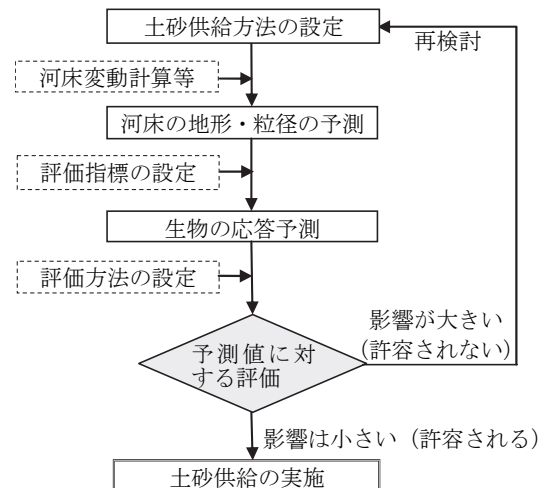 土砂供給方法の設定
再検討
河床変動計算等
河床の地形・粒径の予測
評価指標の設定
生物の応答予測
評価方法の設定
影響が大きい
（許容されない）
予測値に対
する評価
影響は小さい（許容される）
土砂供給の実施